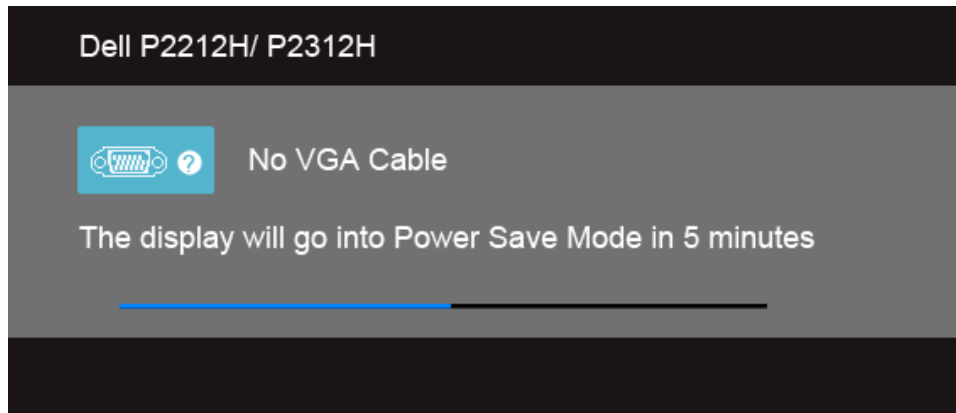 Dell P2212H/ P2312H
No VGA Cable
The display will go into Power Save Mode in 5 minutes